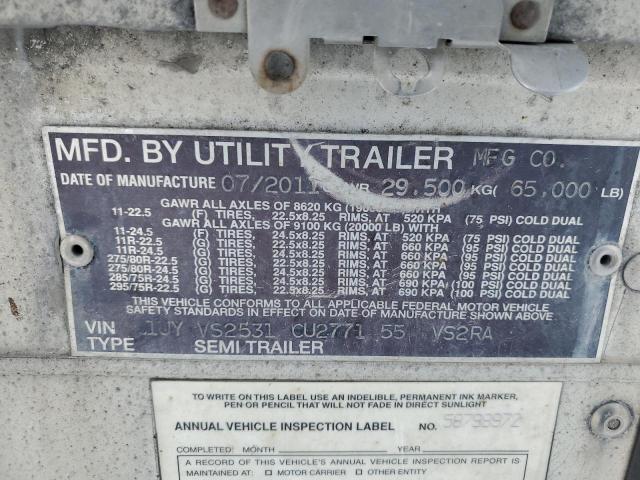 MFD. BY UTILITY TRAILER MFG CO.
DATE OF MANUFACTURE 07/2011 GVWR 29.500 KG( 65.000 LB)
GAWR ALL AXLES OF 8620 KG (19000 LB) WITH
11-22.5 (F) TIRES, 22.5x8.25 RIMS, AT 520 KPA (75 PSI) COLD DUAL
GAWR ALL AXLES OF 9100 KG (20000 LB) WITH
11-24.5 (F) TIRES, 24.5x8.25 RIMS, AT 520 KPA (75 PSI) COLD DUAL
11R-22.5 (G) TIRES, 22.5x8.25 RIMS, AT 660 KPA (95 PSI) COLD DUAL
11R-24.5 (G) TIRES, 24.5x8.25 RIMS, AT 660 KPA (95 PSI) COLD DUAL
275/80R-22.5 (G) TIRES, 22.5x8.25 RIMS, AT 660 KPA (95 PSI) COLD DUAL
275/80R-24.5 (G) TIRES, 24.5x8.25 RIMS, AT 660 KPA (95 PSI) COLD DUAL
285/75R-24.5 (G) TIRES, 24.5x8.25 RIMS, AT 690 KPA (100 PSI) COLD DUAL
295/75R-22.5 (G) TIRES, 22.5x8.25 RIMS, AT 690 KPA (100 PSI) COLD DUAL
THIS VEHICLE CONFORMS TO ALL APPLICABLE FEDERAL MOTOR VEHICLE
SAFETY STANDARDS IN EFFECT ON DATE OF MANUFACTURE SHOWN ABOVE
VIN 1JY VS2531 CU2771 55 VS2RA
TYPE SEMI TRAILER
TO WRITE ON THIS LABEL USE AN INDELIBLE, PERMANENT INK MARKER,
PEN OR PENCIL THAT WILL NOT FADE IN DIRECT SUNLIGHT
ANNUAL VEHICLE INSPECTION LABEL NO.
COMPLETED: MONTH YEAR
A RECORD OF THIS VEHICLE'S ANNUAL VEHICLE INSPECTION IS
MAINTAINED AT: □ MOTOR CARRIER □ OTHER ENTITY